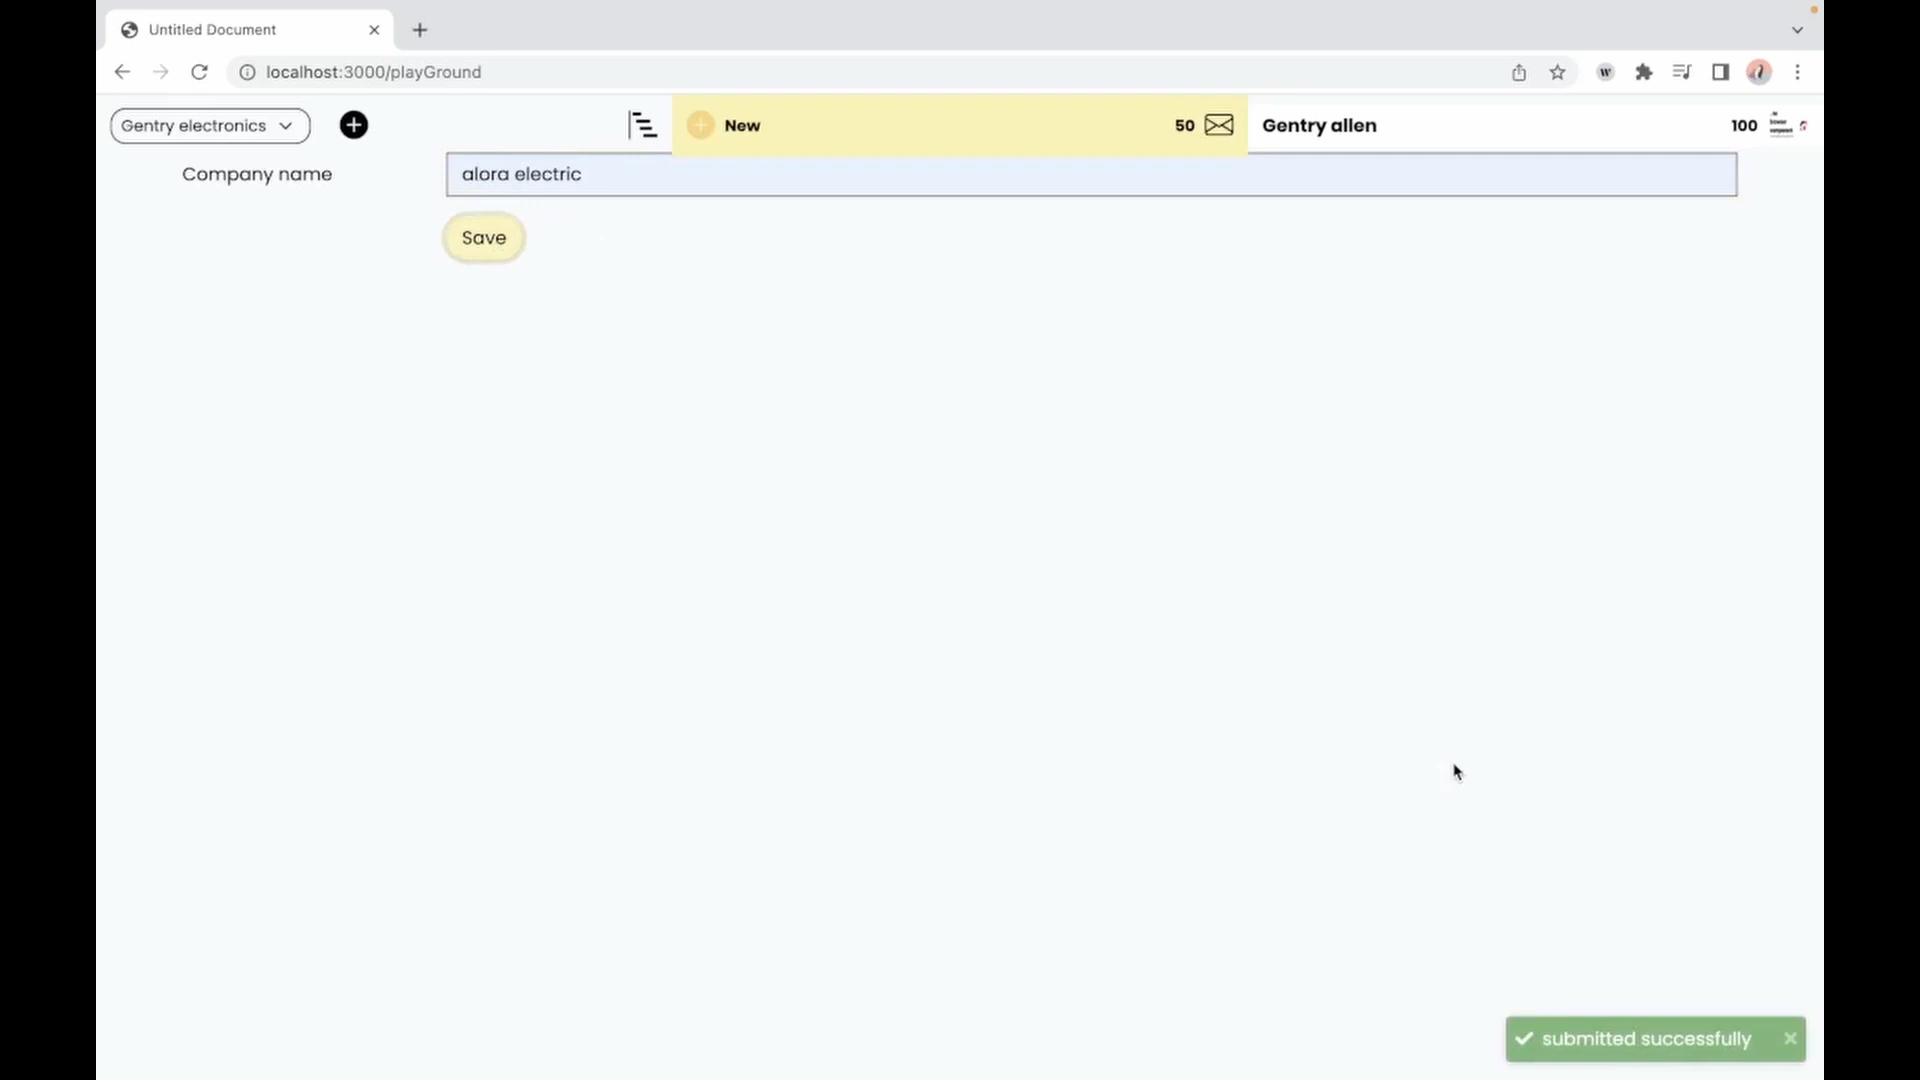 Untitled Document
localhost:3000/playGround
Gentry electronics
New
50
Gentry allen
100
Company name
alora electric
Save
submitted successfully